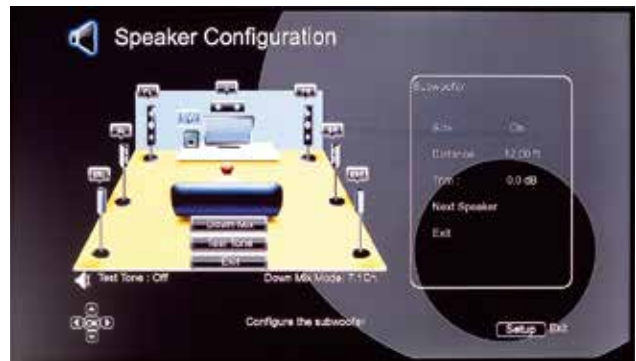 Speaker Configuration
Subwoofer
Size : On
Distance 12.00 ft
Trim : 0.0 dB
Next Speaker
Exit
Down Mix
Test Tone
Exit
Test Tone : Off
Down Mix Mode: 7.1Ch
OK
Configure the subwoofer
Setup Exit